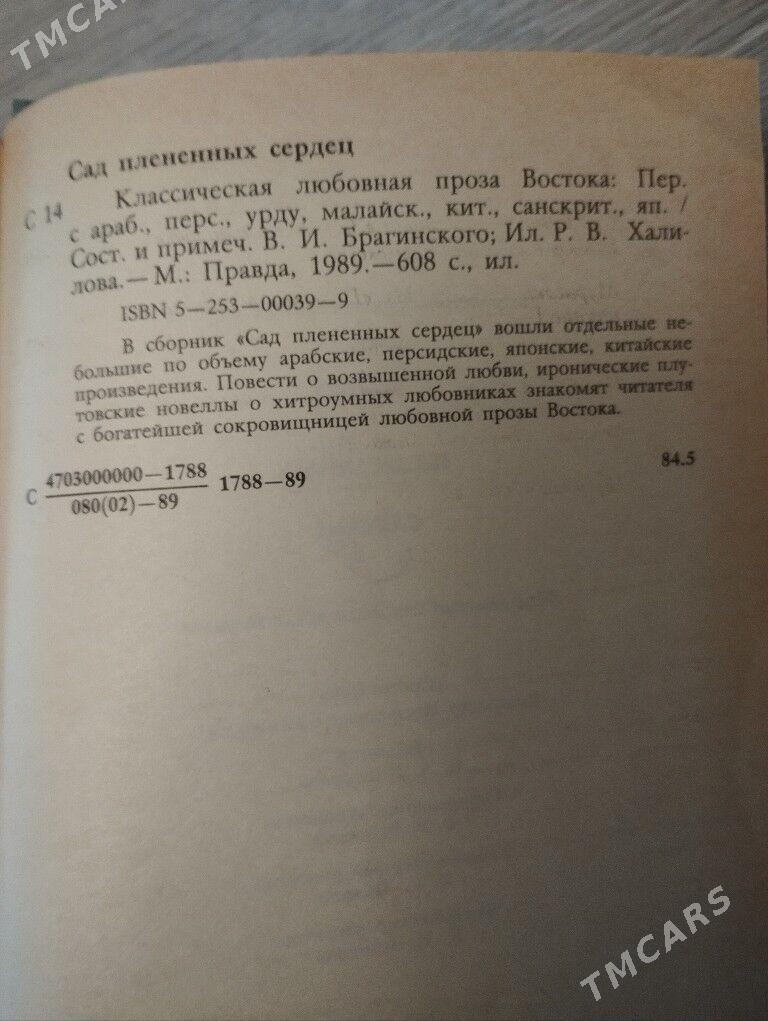 TMCARS
Сад плененных сердец
С 14
Классическая любовная проза Востока: Пер.
с араб., перс., урду, малайск., кит., санскрит., яп. /
Сост. и примеч. В. И. Брагинского; Ил. Р. В. Хали-
лова.— М.: Правда, 1989.—608 с., ил.
ISBN 5—253—00039—9
В сборник «Сад плененных сердец» вошли отдельные не-
большие по объему арабские, персидские, японские, китайские
произведения. Повести о возвышенной любви, иронические плу-
товские новеллы о хитроумных любовниках знакомят читателя
с богатейшей сокровищницей любовной прозы Востока.
С 4703000000—1788 1788—89
080(02)—89
84.5
TMCARS